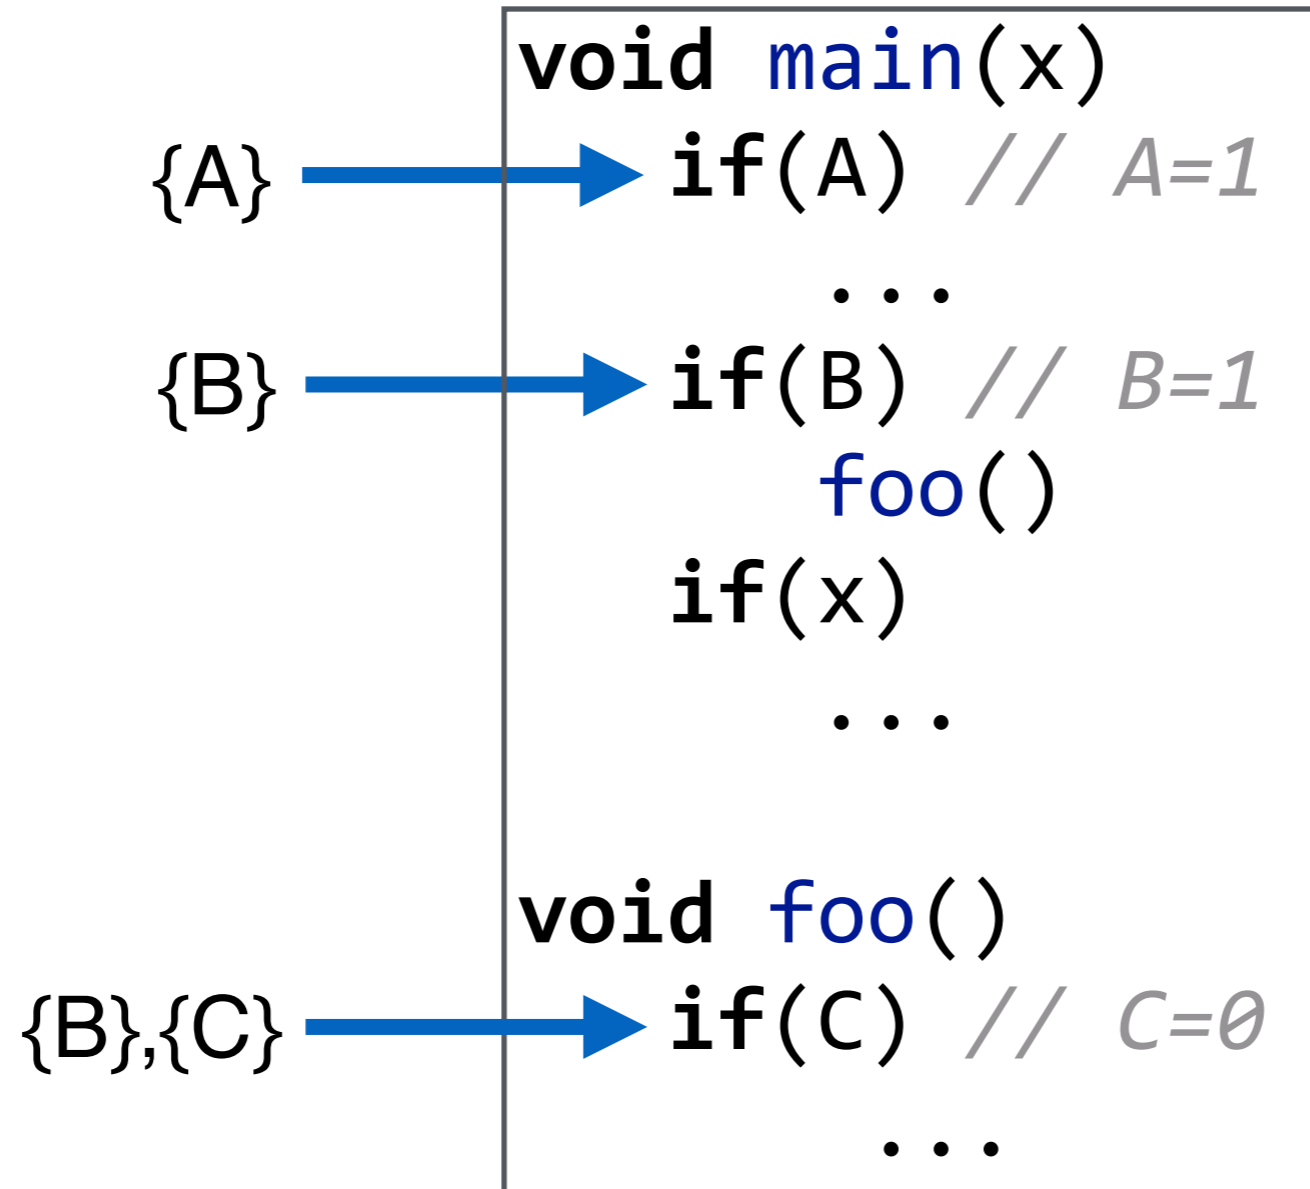 void main(x)
{A} if(A) // A=1
...
{B} if(B) // B=1
foo()
if(x)
...
void foo()
{B},{C} if(C) // C=0
...